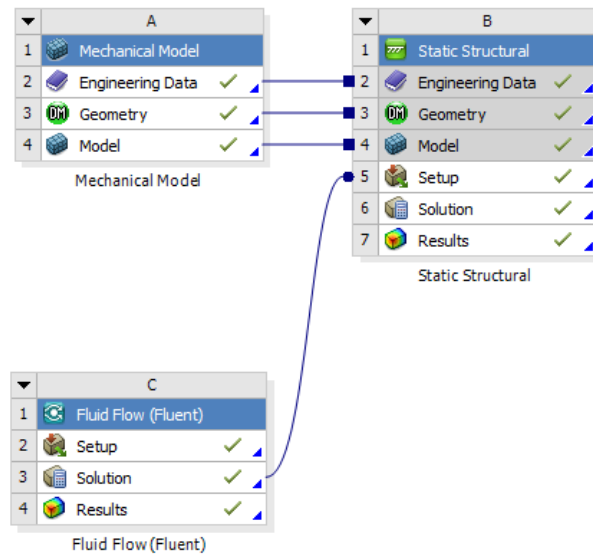 A
1 Mechanical Model
2 Engineering Data
3 DM Geometry
4 Model
Mechanical Model
B
1 Static Structural
2 Engineering Data
3 DM Geometry
4 Model
5 Setup
6 Solution
7 Results
Static Structural
C
1 Fluid Flow (Fluent)
2 Setup
3 Solution
4 Results
Fluid Flow (Fluent)